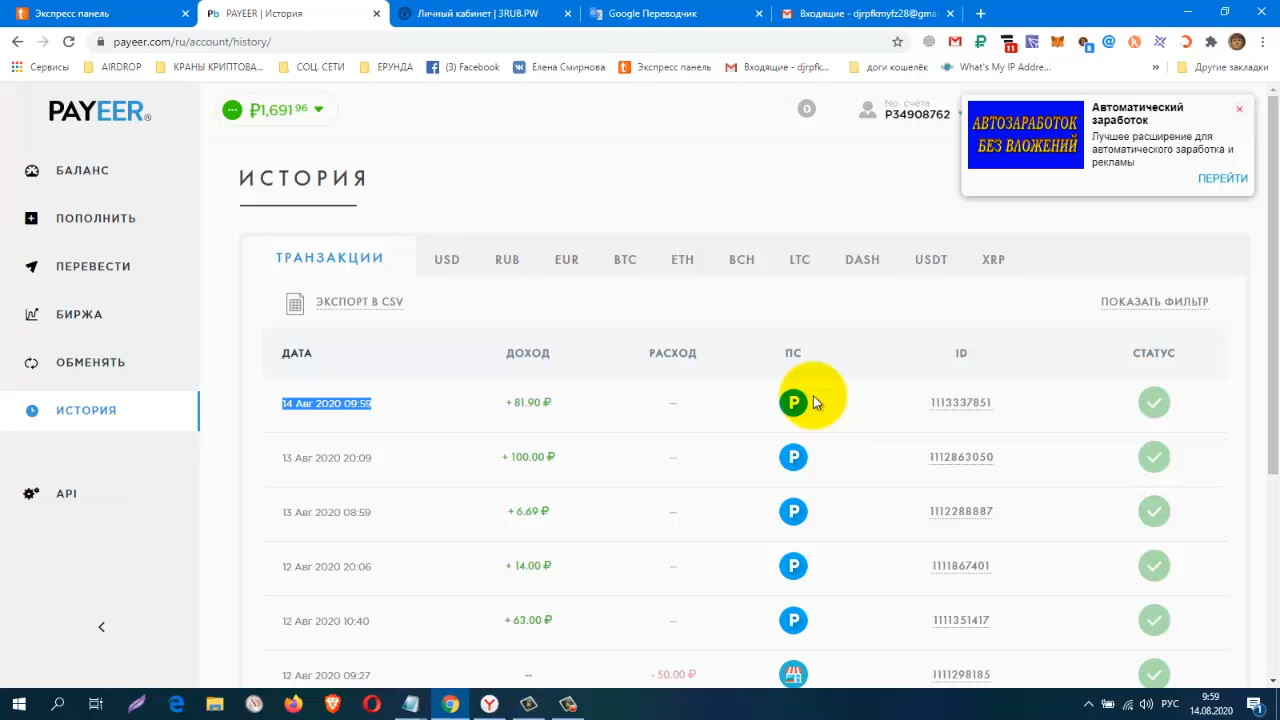 Экспресс панель
PAYEER | История
Личный кабинет | 3RUB.PW
Google Переводчик
Входящие - djrpfkmyfz28@gmai
payeer.com/ru/account/history/
11
8
Сервисы
AIRDROP
КРАНЫ КРИПТОВА...
СОЦ. СЕТИ
ЕРУНДА
(3) Facebook
Елена Смирнова
Экспресс панель
Входящие - djrpfk...
доги кошелёк
What's My IP Addre...
»
Другие закладки
PAYEER®
₽1,691.96
0
No. счета
P34908762
АВТОЗАРАБОТОК
БЕЗ ВЛОЖЕНИЙ
Автоматический
заработок
Лучшее расширение для
автоматического заработка и
рекламы
ПЕРЕЙТИ
БАЛАНС
ПОПОЛНИТЬ
ПЕРЕВЕСТИ
БИРЖА
ОБМЕНЯТЬ
ИСТОРИЯ
API
ИСТОРИЯ
ТРАНЗАКЦИИ USD RUB EUR BTC ETH BCH LTC DASH USDT XRP
ЭКСПОРТ В CSV
ПОКАЗАТЬ ФИЛЬТР
ДАТА ДОХОД РАСХОД ПС ID СТАТУС
14 Авг 2020 09:59 + 81.90 ₽ -- P 1113337851
13 Авг 2020 20:09 + 100.00 ₽ -- P 1112863050
13 Авг 2020 08:59 + 6.69 ₽ -- P 1112288887
12 Авг 2020 20:06 + 14.00 ₽ -- P 1111867401
12 Авг 2020 10:40 + 63.00 ₽ -- P 1111351417
12 Авг 2020 09:27 -- - 50.00 ₽ 1111298185
РУС
9:59
14.08.2020
1